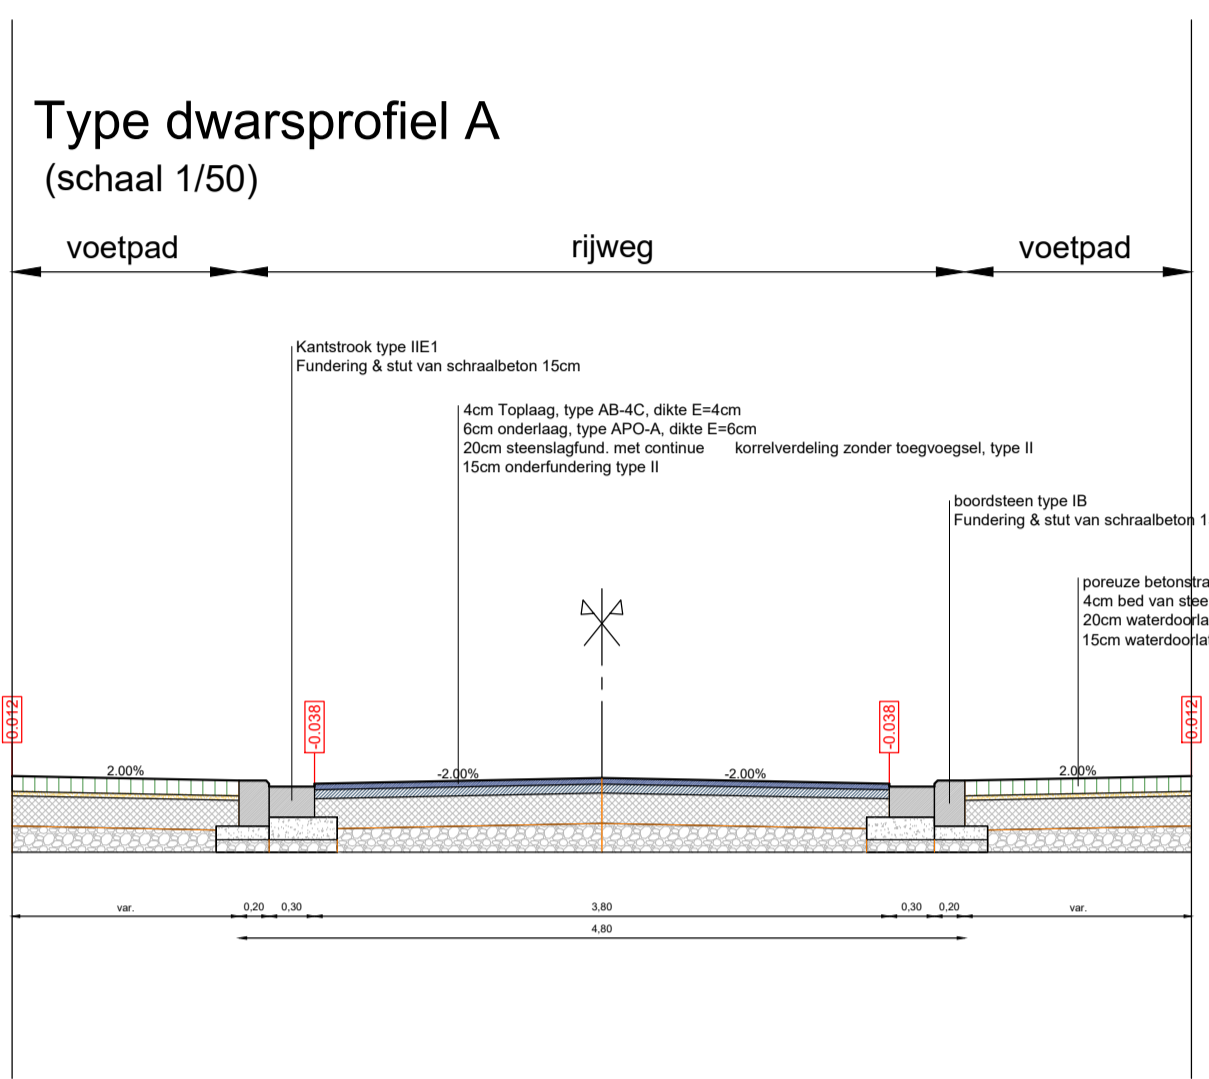 Type dwarsprofiel A
(schaal 1/50)
voetpad
rijweg
voetpad
Kantstrook type IIE1
Fundering & stut van schraalbeton 15cm
4cm Toplaag, type AB-4C, dikte E=4cm
6cm onderlaag, type APO-A, dikte E=6cm
20cm steenslagfund. met continue korrelverdeling zonder toegvoegsel, type II
15cm onderfundering type II
boordsteen type IB
Fundering & stut van schraalbeton 1
poreuze betonstra
4cm bed van stee
20cm waterdoorla
15cm waterdoorla
0.012
-0.038
-0.038
0.012
2.00%
-2.00%
-2.00%
2.00%
var.
0,20
0,30
3,80
0,30
0,20
var.
4,80